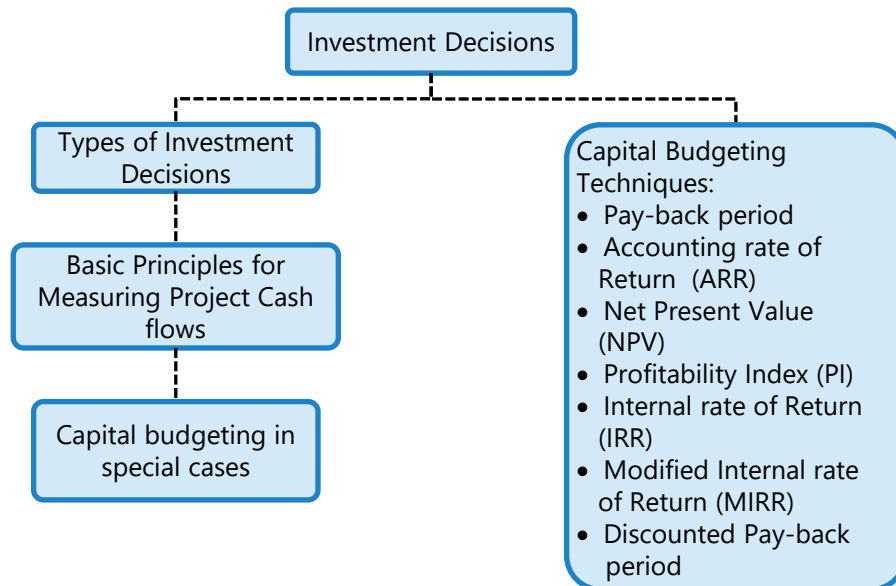 Investment Decisions
Types of Investment
Decisions
Basic Principles for
Measuring Project Cash
flows
Capital budgeting in
special cases
Capital Budgeting
Techniques:
• Pay-back period
• Accounting rate of
Return (ARR)
• Net Present Value
(NPV)
• Profitability Index (PI)
• Internal rate of Return
(IRR)
• Modified Internal rate
of Return (MIRR)
• Discounted Pay-back
period